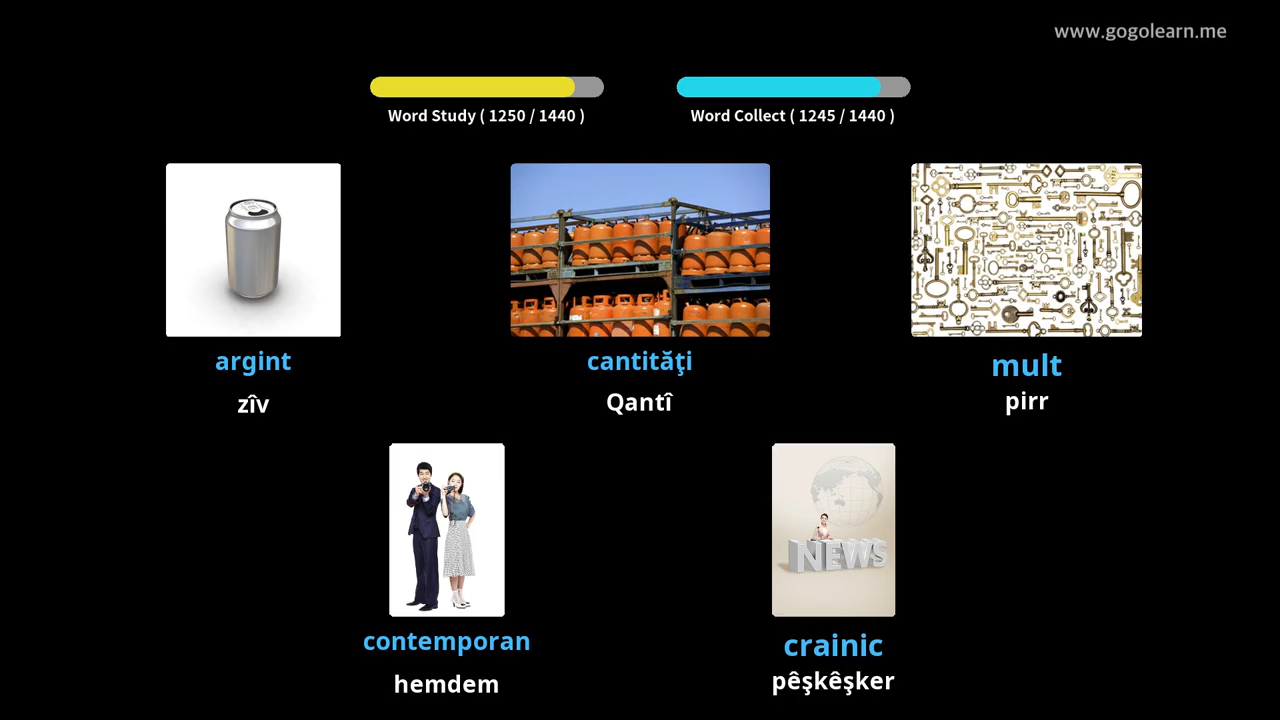 www.gogolearn.me
Word Study ( 1250 / 1440 )
Word Collect ( 1245 / 1440 )
argint
zîv
cantităţi
Qantî
mult
pirr
NEWS
contemporan
hemdem
crainic
pêşkêşker